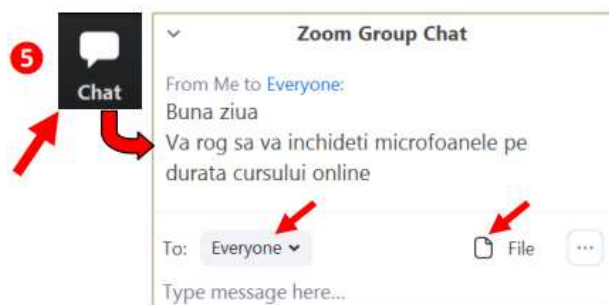 5
Chat
Zoom Group Chat
From Me to Everyone:
Buna ziua
Va rog sa va inchideti microfoanele pe
durata cursului online
To: Everyone File ...
Type message here...